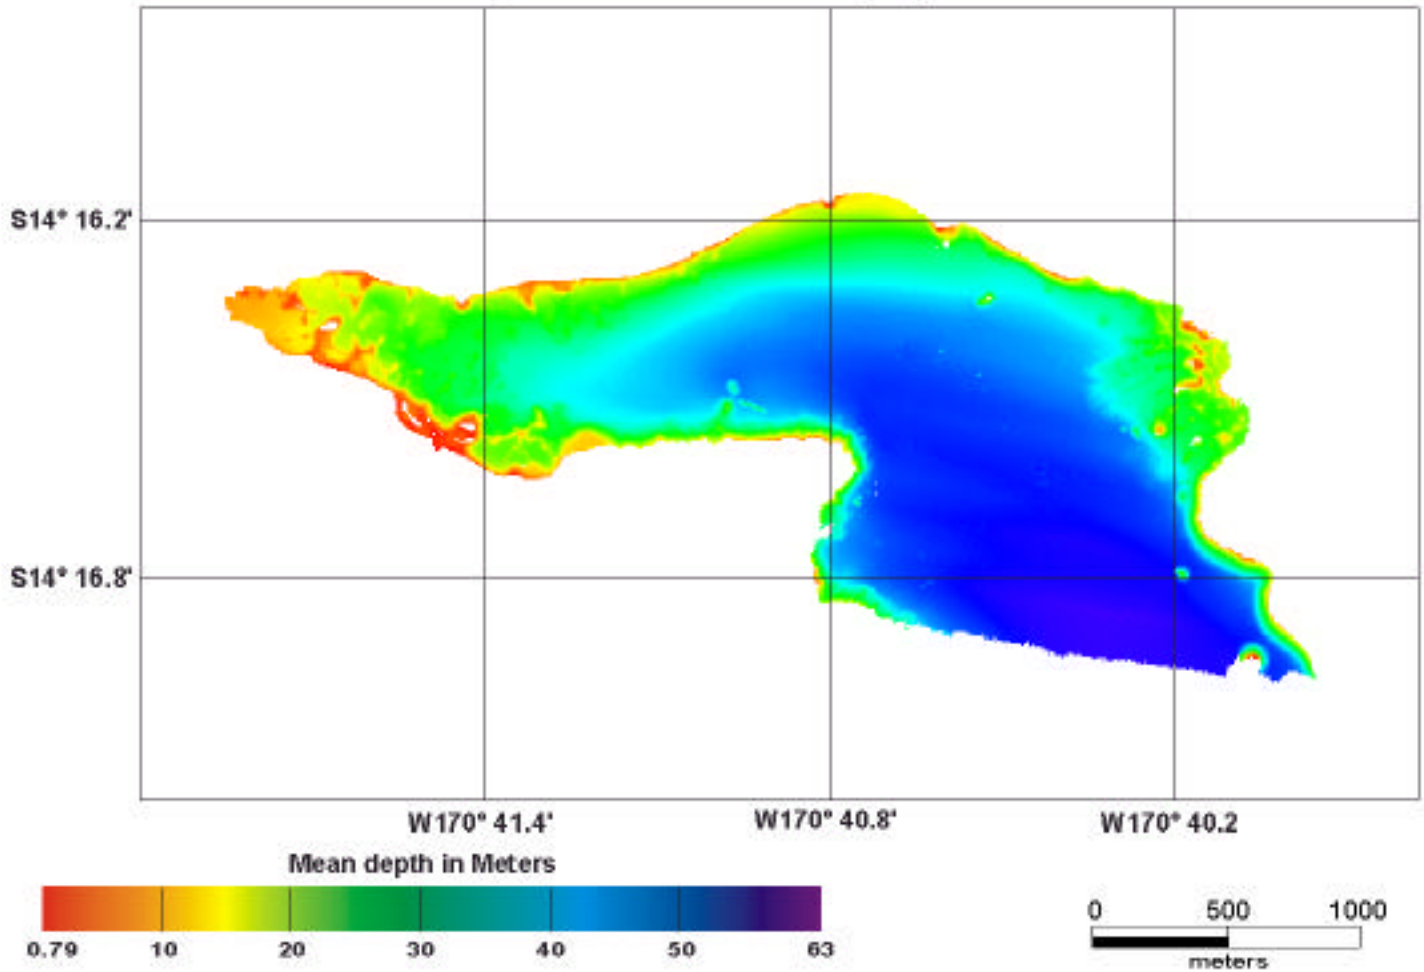 S14° 16.2'
S14° 16.8'
W170° 41.4'
W170° 40.8'
W170° 40.2
Mean depth in Meters
0.79 10 20 30 40 50 63
0 500 1000
meters